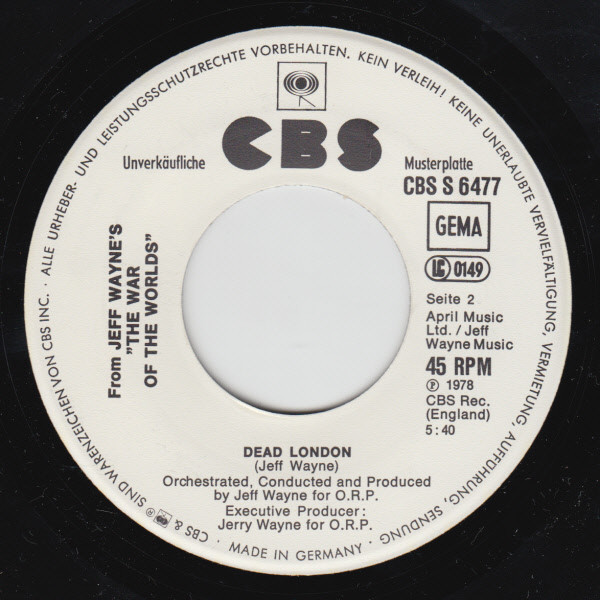 ALLE URHEBER- UND LEISTUNGSSCHUTZRECHTE VORBEHALTEN. KEIN VERLEIH! KEINE UNERLAUBTE VERVIELFÄLTIGUNG, VERMIETUNG, AUFFÜHRUNG, SENDUNG
CBS
Unverkäufliche Musterplatte
CBS S 6477
GEMA
LC 0149
From JEFF WAYNE'S
"THE WAR
OF THE WORLDS"
Seite 2
April Music
Ltd. / Jeff
Wayne Music
45 RPM
Ⓟ 1978
CBS Rec.
(England)
5:40
DEAD LONDON
(Jeff Wayne)
Orchestrated, Conducted and Produced
by Jeff Wayne for O.R.P.
Executive Producer:
Jerry Wayne for O.R.P.
CBS & ® SIND WARENZEICHEN VON CBS INC. ·
· MADE IN GERMANY ·